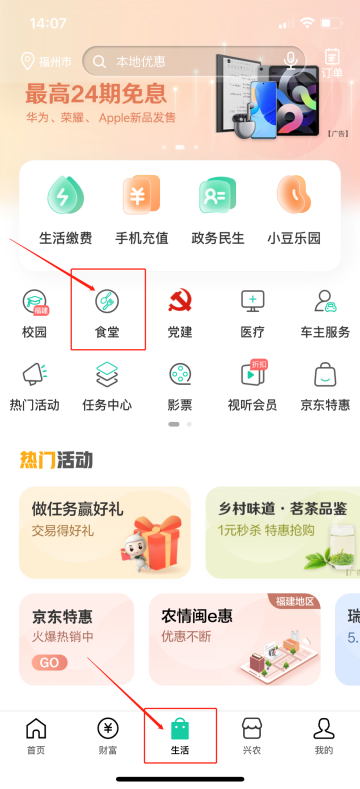 14:07
福州市
本地优惠
订单
最高24期免息
华为、荣耀、Apple新品发售
【广告】
生活缴费
手机充值
政务民生
小豆乐园
福建
校园
食堂
党建
医疗
车主服务
折扣
热门活动
任务中心
影票
视听会员
京东特惠
热门活动
做任务赢好礼
交易得好礼
乡村味道·茗茶品鉴
1元秒杀 特惠抢购
京东特惠
火爆热销中
GO
福建地区
农情闽e惠
优惠不断
瑞
5.
首页
财富
生活
兴农
我的